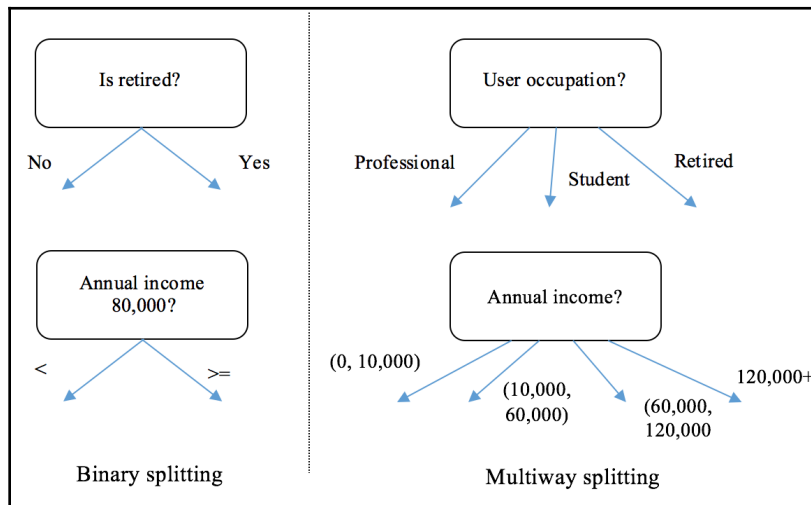 Is retired?
No
Yes
Annual income
80,000?
<
>=
Binary splitting
User occupation?
Professional
Student
Retired
Annual income?
(0, 10,000)
(10,000,
60,000)
(60,000,
120,000
120,000+
Multiway splitting